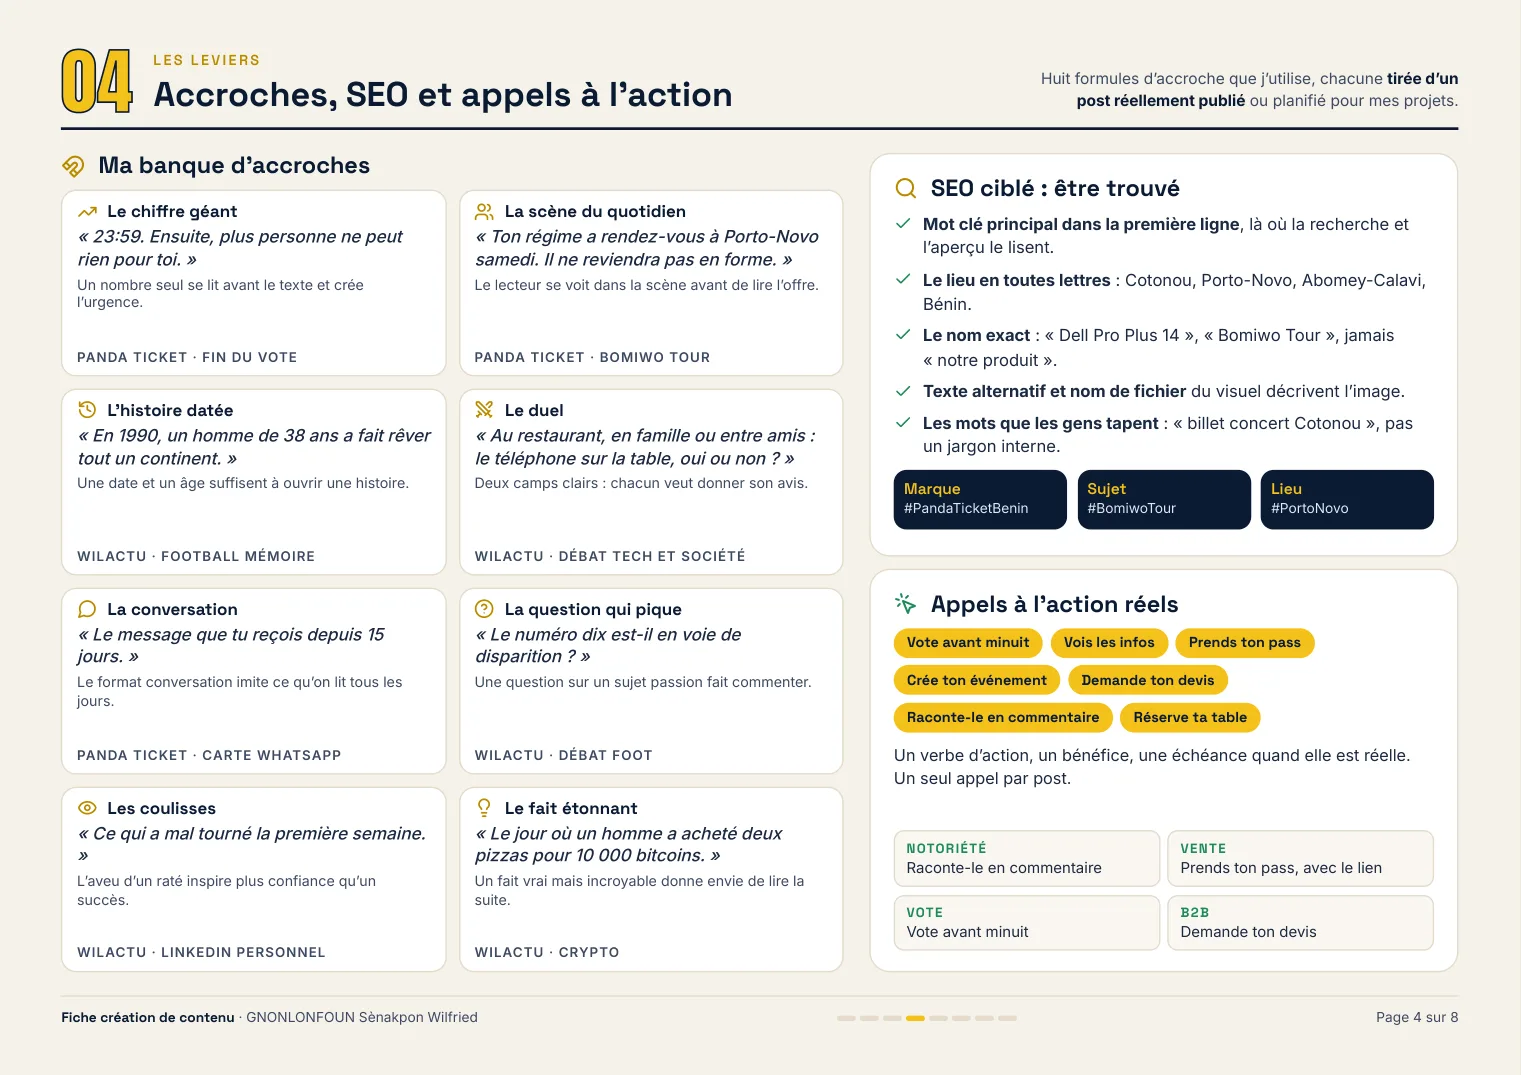 04
LES LEVIERS
Accroches, SEO et appels à l’action
Huit formules d’accroche que j’utilise, chacune tirée d’un
post réellement publié ou planifié pour mes projets.
Ma banque d’accroches
Le chiffre géant
« 23:59. Ensuite, plus personne ne peut
rien pour toi. »
Un nombre seul se lit avant le texte et crée
l’urgence.
PANDA TICKET · FIN DU VOTE
La scène du quotidien
« Ton régime a rendez-vous à Porto-Novo
samedi. Il ne reviendra pas en forme. »
Le lecteur se voit dans la scène avant de lire l’offre.
PANDA TICKET · BOMIWO TOUR
L’histoire datée
« En 1990, un homme de 38 ans a fait rêver
tout un continent. »
Une date et un âge suffisent à ouvrir une histoire.
WILACTU · FOOTBALL MÉMOIRE
Le duel
« Au restaurant, en famille ou entre amis :
le téléphone sur la table, oui ou non ? »
Deux camps clairs : chacun veut donner son avis.
WILACTU · DÉBAT TECH ET SOCIÉTÉ
La conversation
« Le message que tu reçois depuis 15
jours. »
Le format conversation imite ce qu’on lit tous les
jours.
PANDA TICKET · CARTE WHATSAPP
La question qui pique
« Le numéro dix est-il en voie de
disparition ? »
Une question sur un sujet passion fait commenter.
WILACTU · DÉBAT FOOT
Les coulisses
« Ce qui a mal tourné la première semaine.
»
L’aveu d’un raté inspire plus confiance qu’un
succès.
WILACTU · LINKEDIN PERSONNEL
Le fait étonnant
« Le jour où un homme a acheté deux
pizzas pour 10 000 bitcoins. »
Un fait vrai mais incroyable donne envie de lire la
suite.
WILACTU · CRYPTO
SEO ciblé : être trouvé
Mot clé principal dans la première ligne, là où la recherche et
l’aperçu le lisent.
Le lieu en toutes lettres : Cotonou, Porto-Novo, Abomey-Calavi,
Bénin.
Le nom exact : « Dell Pro Plus 14 », « Bomiwo Tour », jamais
« notre produit ».
Texte alternatif et nom de fichier du visuel décrivent l’image.
Les mots que les gens tapent : « billet concert Cotonou », pas
un jargon interne.
Marque
#PandaTicketBenin
Sujet
#BomiwoTour
Lieu
#PortoNovo
Appels à l’action réels
Vote avant minuit
Vois les infos
Prends ton pass
Crée ton événement
Demande ton devis
Raconte-le en commentaire
Réserve ta table
Un verbe d’action, un bénéfice, une échéance quand elle est réelle.
Un seul appel par post.
NOTORIÉTÉ
Raconte-le en commentaire
VENTE
Prends ton pass, avec le lien
VOTE
Vote avant minuit
B2B
Demande ton devis
Fiche création de contenu · GNONLONFOUN Sènakpon Wilfried
Page 4 sur 8